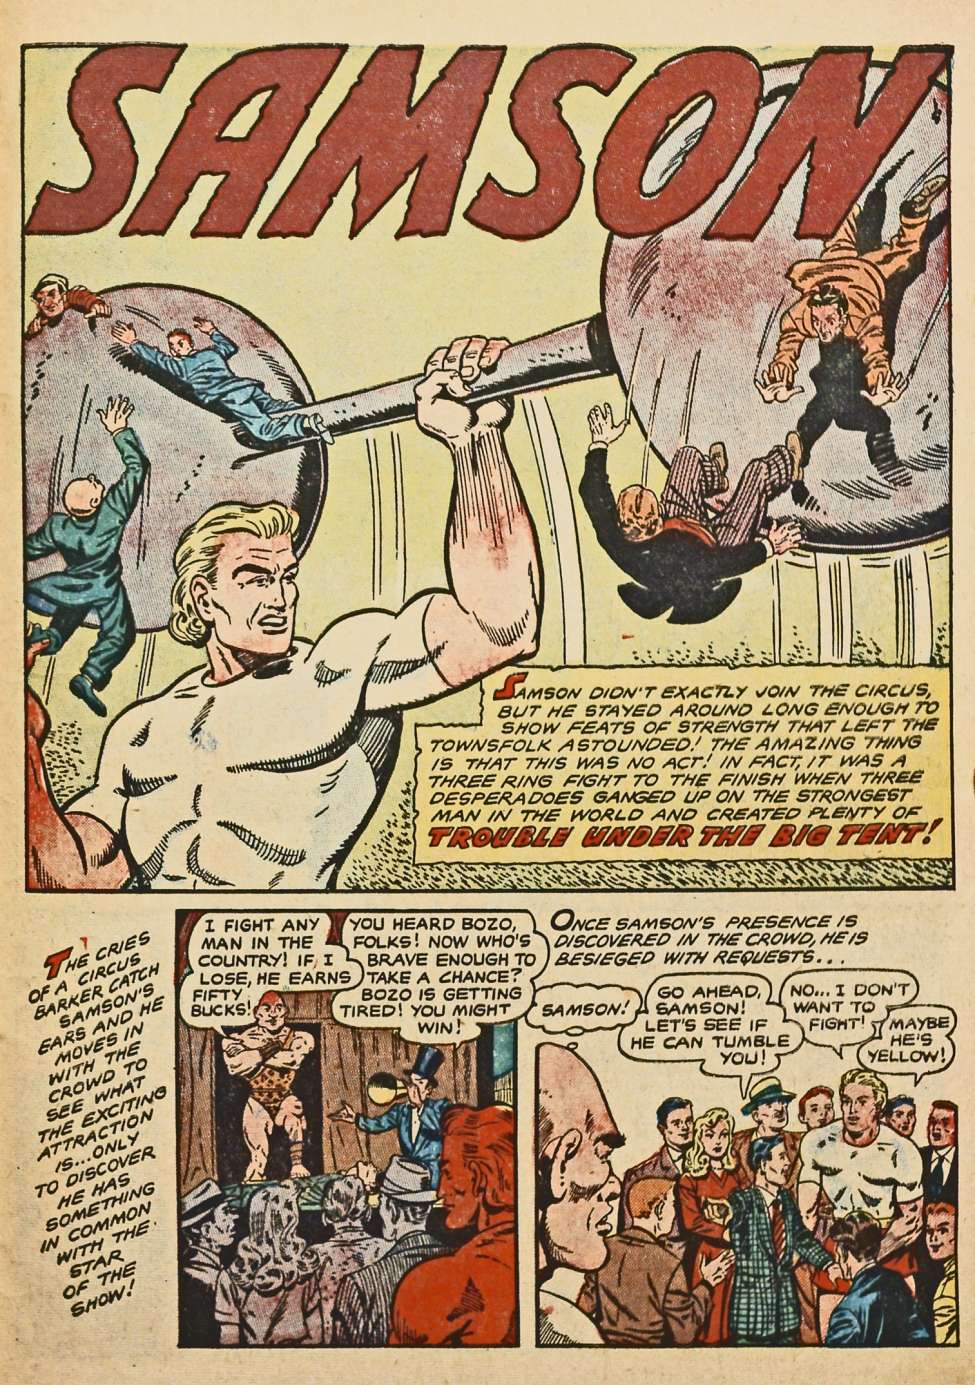 SAMSON
SAMSON DIDN'T EXACTLY JOIN THE CIRCUS,
BUT HE STAYED AROUND LONG ENOUGH TO
SHOW FEATS OF STRENGTH THAT LEFT THE
TOWNSFOLK ASTOUNDED! THE AMAZING THING
IS THAT THIS WAS NO ACT! IN FACT, IT WAS A
THREE RING FIGHT TO THE FINISH WHEN THREE
DESPERADOES GANGED UP ON THE STRONGEST
MAN IN THE WORLD AND CREATED PLENTY OF
TROUBLE UNDER THE BIG TENT!
THE CRIES
OF A CIRCUS
BARKER CATCH
SAMSON'S
EARS AND HE
MOVES IN
WITH THE
CROWD TO
SEE WHAT
THE EXCITING
ATTRACTION
IS...ONLY
TO DISCOVER
HE HAS
SOMETHING
IN COMMON
WITH THE
STAR
OF THE
SHOW!
I FIGHT ANY
MAN IN THE
COUNTRY! IF I
LOSE, HE EARNS
FIFTY
BUCKS!
YOU HEARD BOZO,
FOLKS! NOW WHO'S
BRAVE ENOUGH TO
TAKE A CHANCE?
BOZO IS GETTING
TIRED! YOU MIGHT
WIN!
ONCE SAMSON'S PRESENCE IS
DISCOVERED IN THE CROWD, HE IS
BESIEGED WITH REQUESTS...
SAMSON!
GO AHEAD,
SAMSON!
LET'S SEE IF
HE CAN TUMBLE
YOU!
NO... I DON'T
WANT TO
FIGHT!
MAYBE
HE'S
YELLOW!